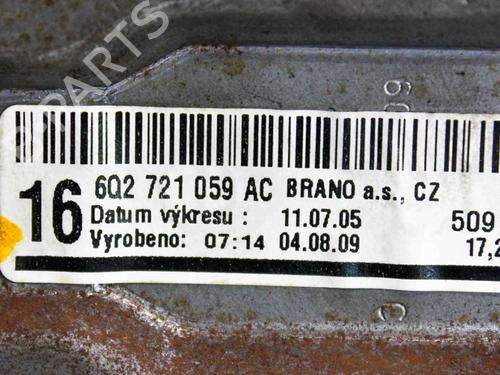 B-PARTS
16
6Q2 721 059 AC BRANO a.s., CZ
Datum výkresu : 11.07.05 509
Vyrobeno: 07:14 04.08.09 17,2